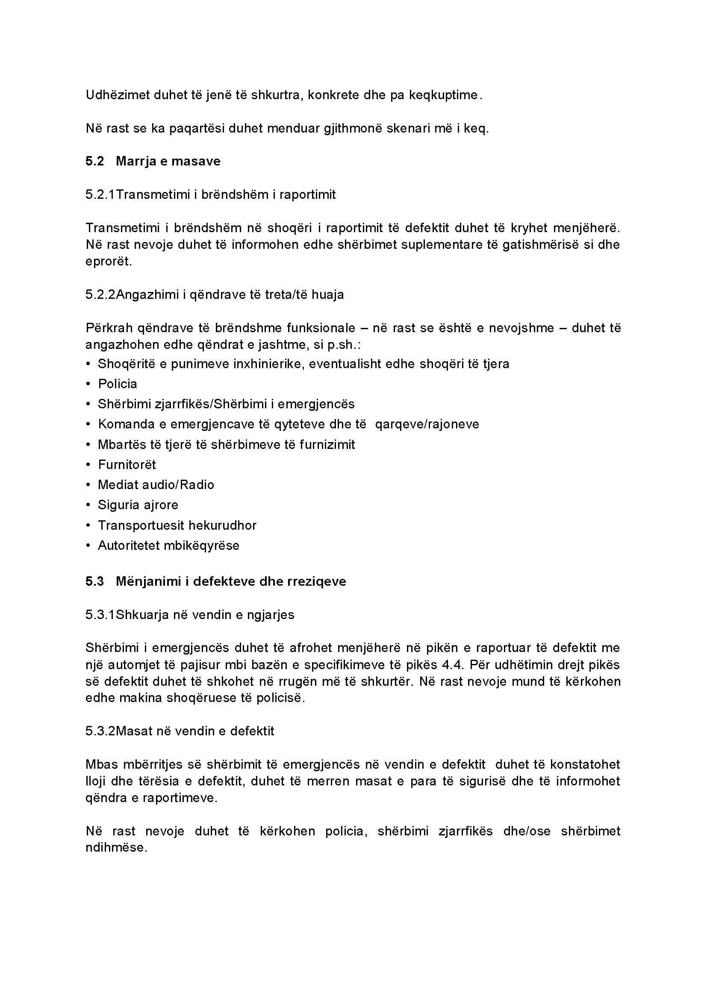 Udhëzimet duhet të jenë të shkurtra, konkrete dhe pa keqkuptime.
Në rast se ka paqartësi duhet menduar gjithmonë skenari më i keq.
5.2 Marrja e masave
5.2.1Transmetimi i brëndshëm i raportimit
Transmetimi i brëndshëm në shoqëri i raportimit të defektit duhet të kryhet menjëherë.
Në rast nevoje duhet të informohen edhe shërbimet suplementare të gatishmërisë si dhe
eprorët.
5.2.2Angazhimi i qëndrave të treta/të huaja
Përkrah qëndrave të brëndshme funksionale – në rast se është e nevojshme – duhet të
angazhohen edhe qëndrat e jashtme, si p.sh.:
• Shoqëritë e punimeve inxhinierike, eventualisht edhe shoqëri të tjera
• Policia
• Shërbimi zjarrfikës/Shërbimi i emergjencës
• Komanda e emergjencave të qyteteve dhe të  qarqeve/rajoneve
• Mbartës të tjerë të shërbimeve të furnizimit
• Furnitorët
• Mediat audio/Radio
• Siguria ajrore
• Transportuesit hekurudhor
• Autoritetet mbikëqyrëse
5.3 Mënjanimi i defekteve dhe rreziqeve
5.3.1Shkuarja në vendin e ngjarjes
Shërbimi i emergjencës duhet të afrohet menjëherë në pikën e raportuar të defektit me
një automjet të pajisur mbi bazën e specifikimeve të pikës 4.4. Për udhëtimin drejt pikës
së defektit duhet të shkohet në rrugën më të shkurtër. Në rast nevoje mund të kërkohen
edhe makina shoqëruese të policisë.
5.3.2Masat në vendin e defektit
Mbas mbërritjes së shërbimit të emergjencës në vendin e defektit  duhet të konstatohet
lloji dhe tërësia e defektit, duhet të merren masat e para të sigurisë dhe të informohet
qëndra e raportimeve.
Në rast nevoje duhet të kërkohen policia, shërbimi zjarrfikës dhe/ose shërbimet
ndihmëse.